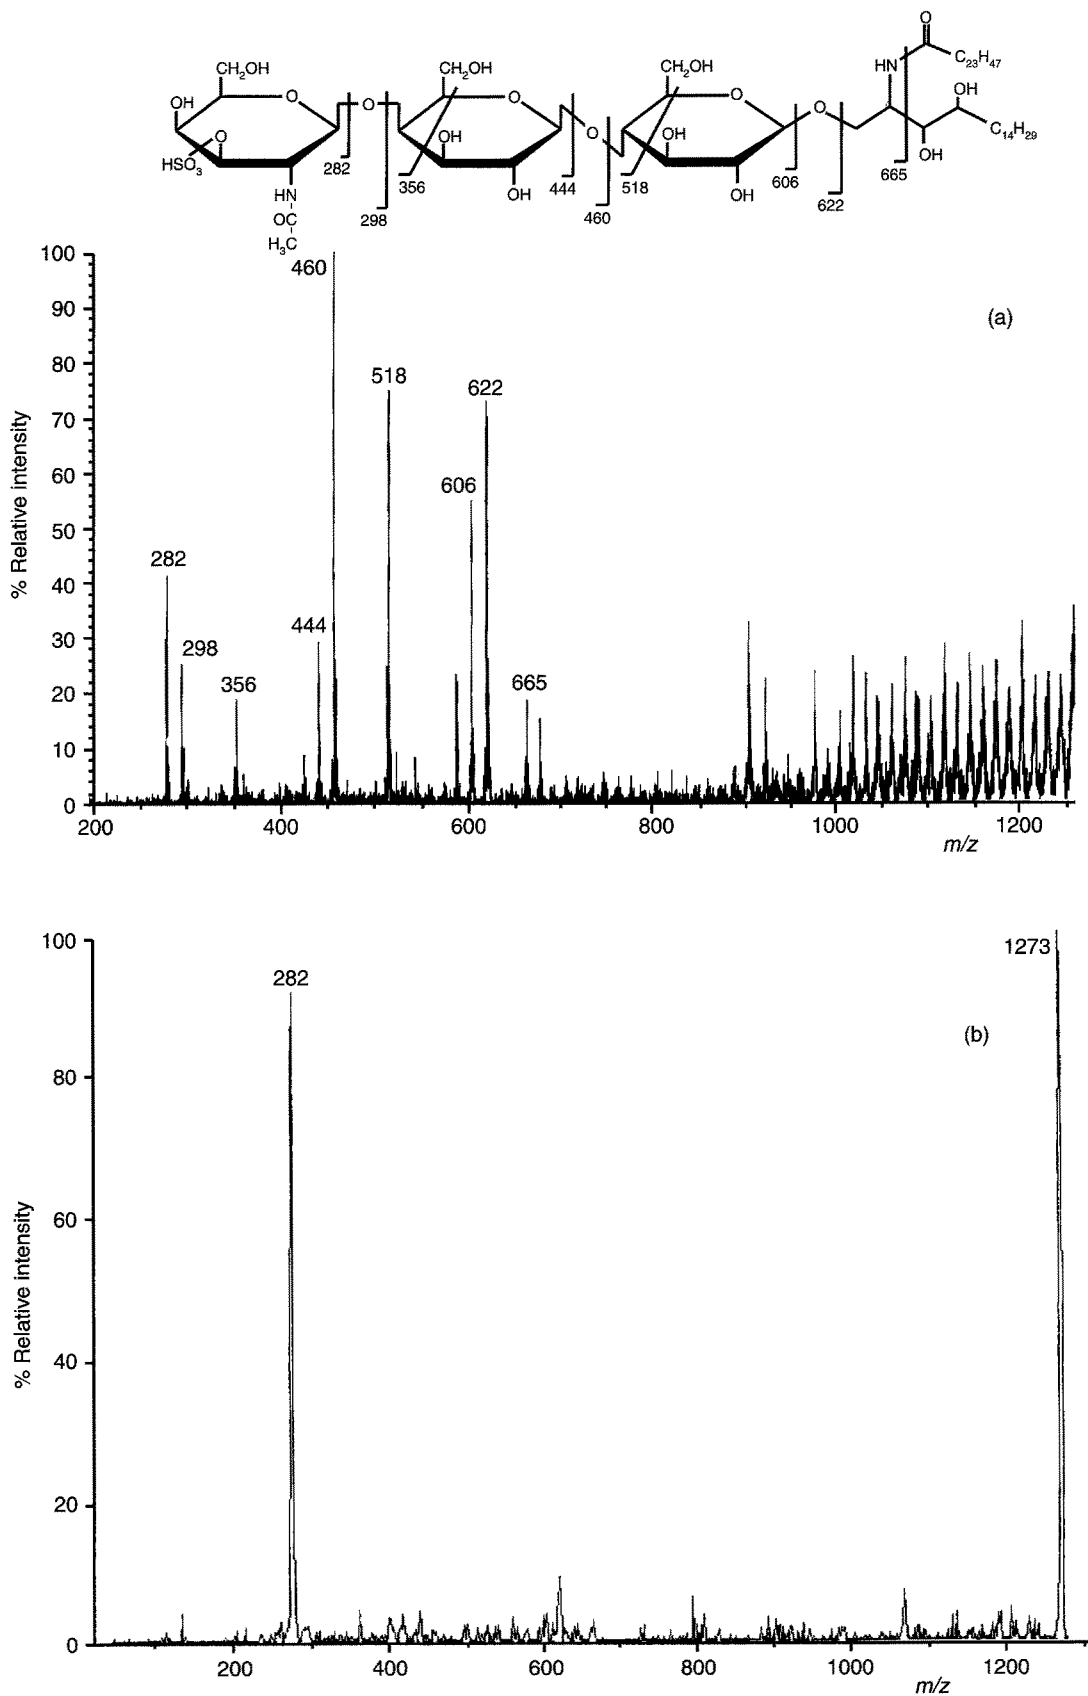 O
C₂₃H₄₇
HN
OH
C₁₄H₂₉
OH
CH₂OH
O
OH
O
HSO₃
HN
OC
H₃C
O
CH₂OH
O
OH
OH
O
CH₂OH
O
OH
OH
O
282
298
356
444
460
518
606
622
665
100
90
80
70
60
50
40
30
20
10
0
% Relative intensity
460
(a)
518
622
606
282
444
298
356
665
200
400
600
800
1000
1200
m/z
100
80
60
40
20
0
% Relative intensity
1273
282
(b)
200
400
600
800
1000
1200
m/z